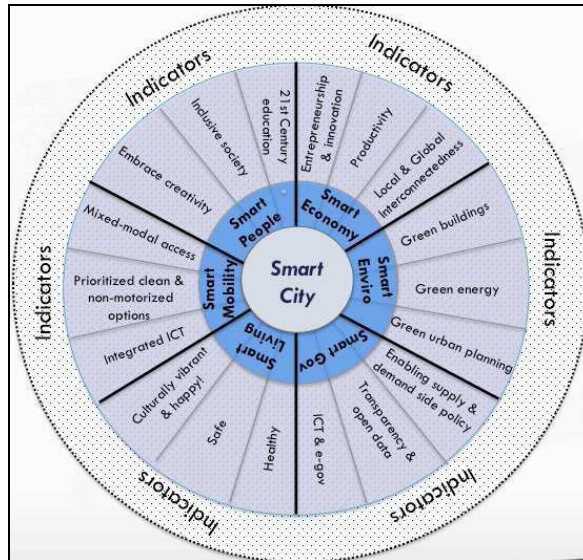 Smart
City
Smart
Economy
Entrepreneurship
& innovation
Productivity
Local & Global
Interconnectedness
Indicators
Smart
Enviro
Green buildings
Green energy
Green urban planning
Indicators
Smart Gov
Enabling supply &
demand side policy
Transparency &
open data
ICT & e-gov
Indicators
Smart
Living
Healthy
Safe
Culturally vibrant
& happy!
Indicators
Smart
Mobility
Integrated ICT
Prioritized clean &
non-motorized
options
Mixed-modal access
Indicators
Smart
People
Embrace creativity
Inclusive society
21st Century
education
Indicators